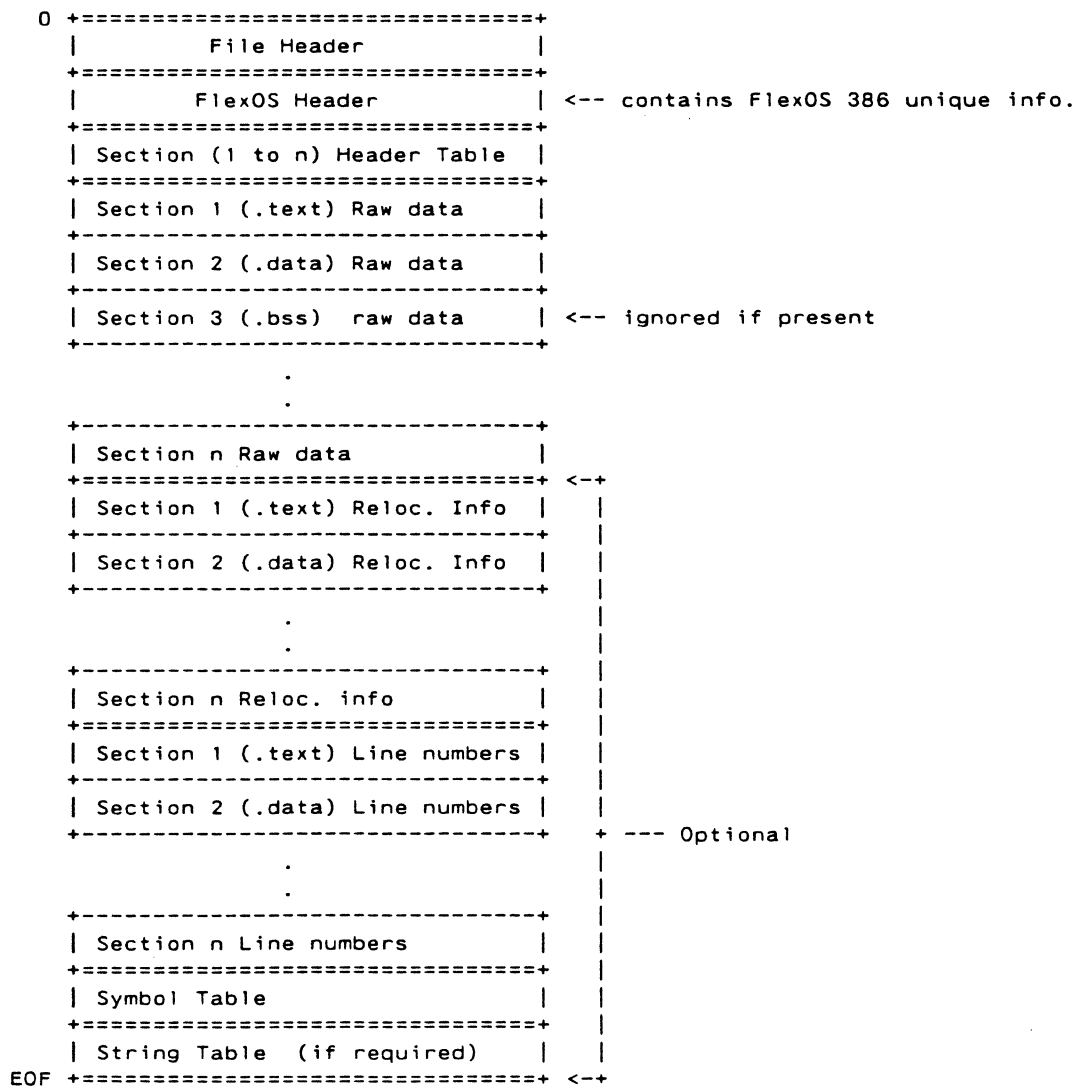 0 +================================+
| File Header |
+================================+
| FlexOS Header | <-- contains FlexOS 386 unique info.
+================================+
| Section (1 to n) Header Table |
+================================+
| Section 1 (.text) Raw data |
+--------------------------------+
| Section 2 (.data) Raw data |
+--------------------------------+
| Section 3 (.bss) raw data | <-- ignored if present
+--------------------------------+
.
.
+--------------------------------+
| Section n Raw data |
+================================+ <-+
| Section 1 (.text) Reloc. Info | |
+--------------------------------+ |
| Section 2 (.data) Reloc. Info | |
+--------------------------------+ |
. |
. |
+--------------------------------+ |
| Section n Reloc. info | |
+================================+ |
| Section 1 (.text) Line numbers | |
+--------------------------------+ |
| Section 2 (.data) Line numbers | |
+--------------------------------+ + --- Optional
. |
. |
+--------------------------------+ |
| Section n Line numbers | |
+================================+ |
| Symbol Table | |
+================================+ |
| String Table (if required) | |
EOF +================================+ <-+